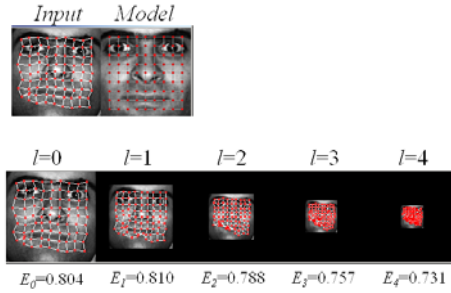 Input Model
l=0 l=1 l=2 l=3 l=4
E₀=0.804 E₁=0.810 E₂=0.788 E₃=0.757 E₄=0.731